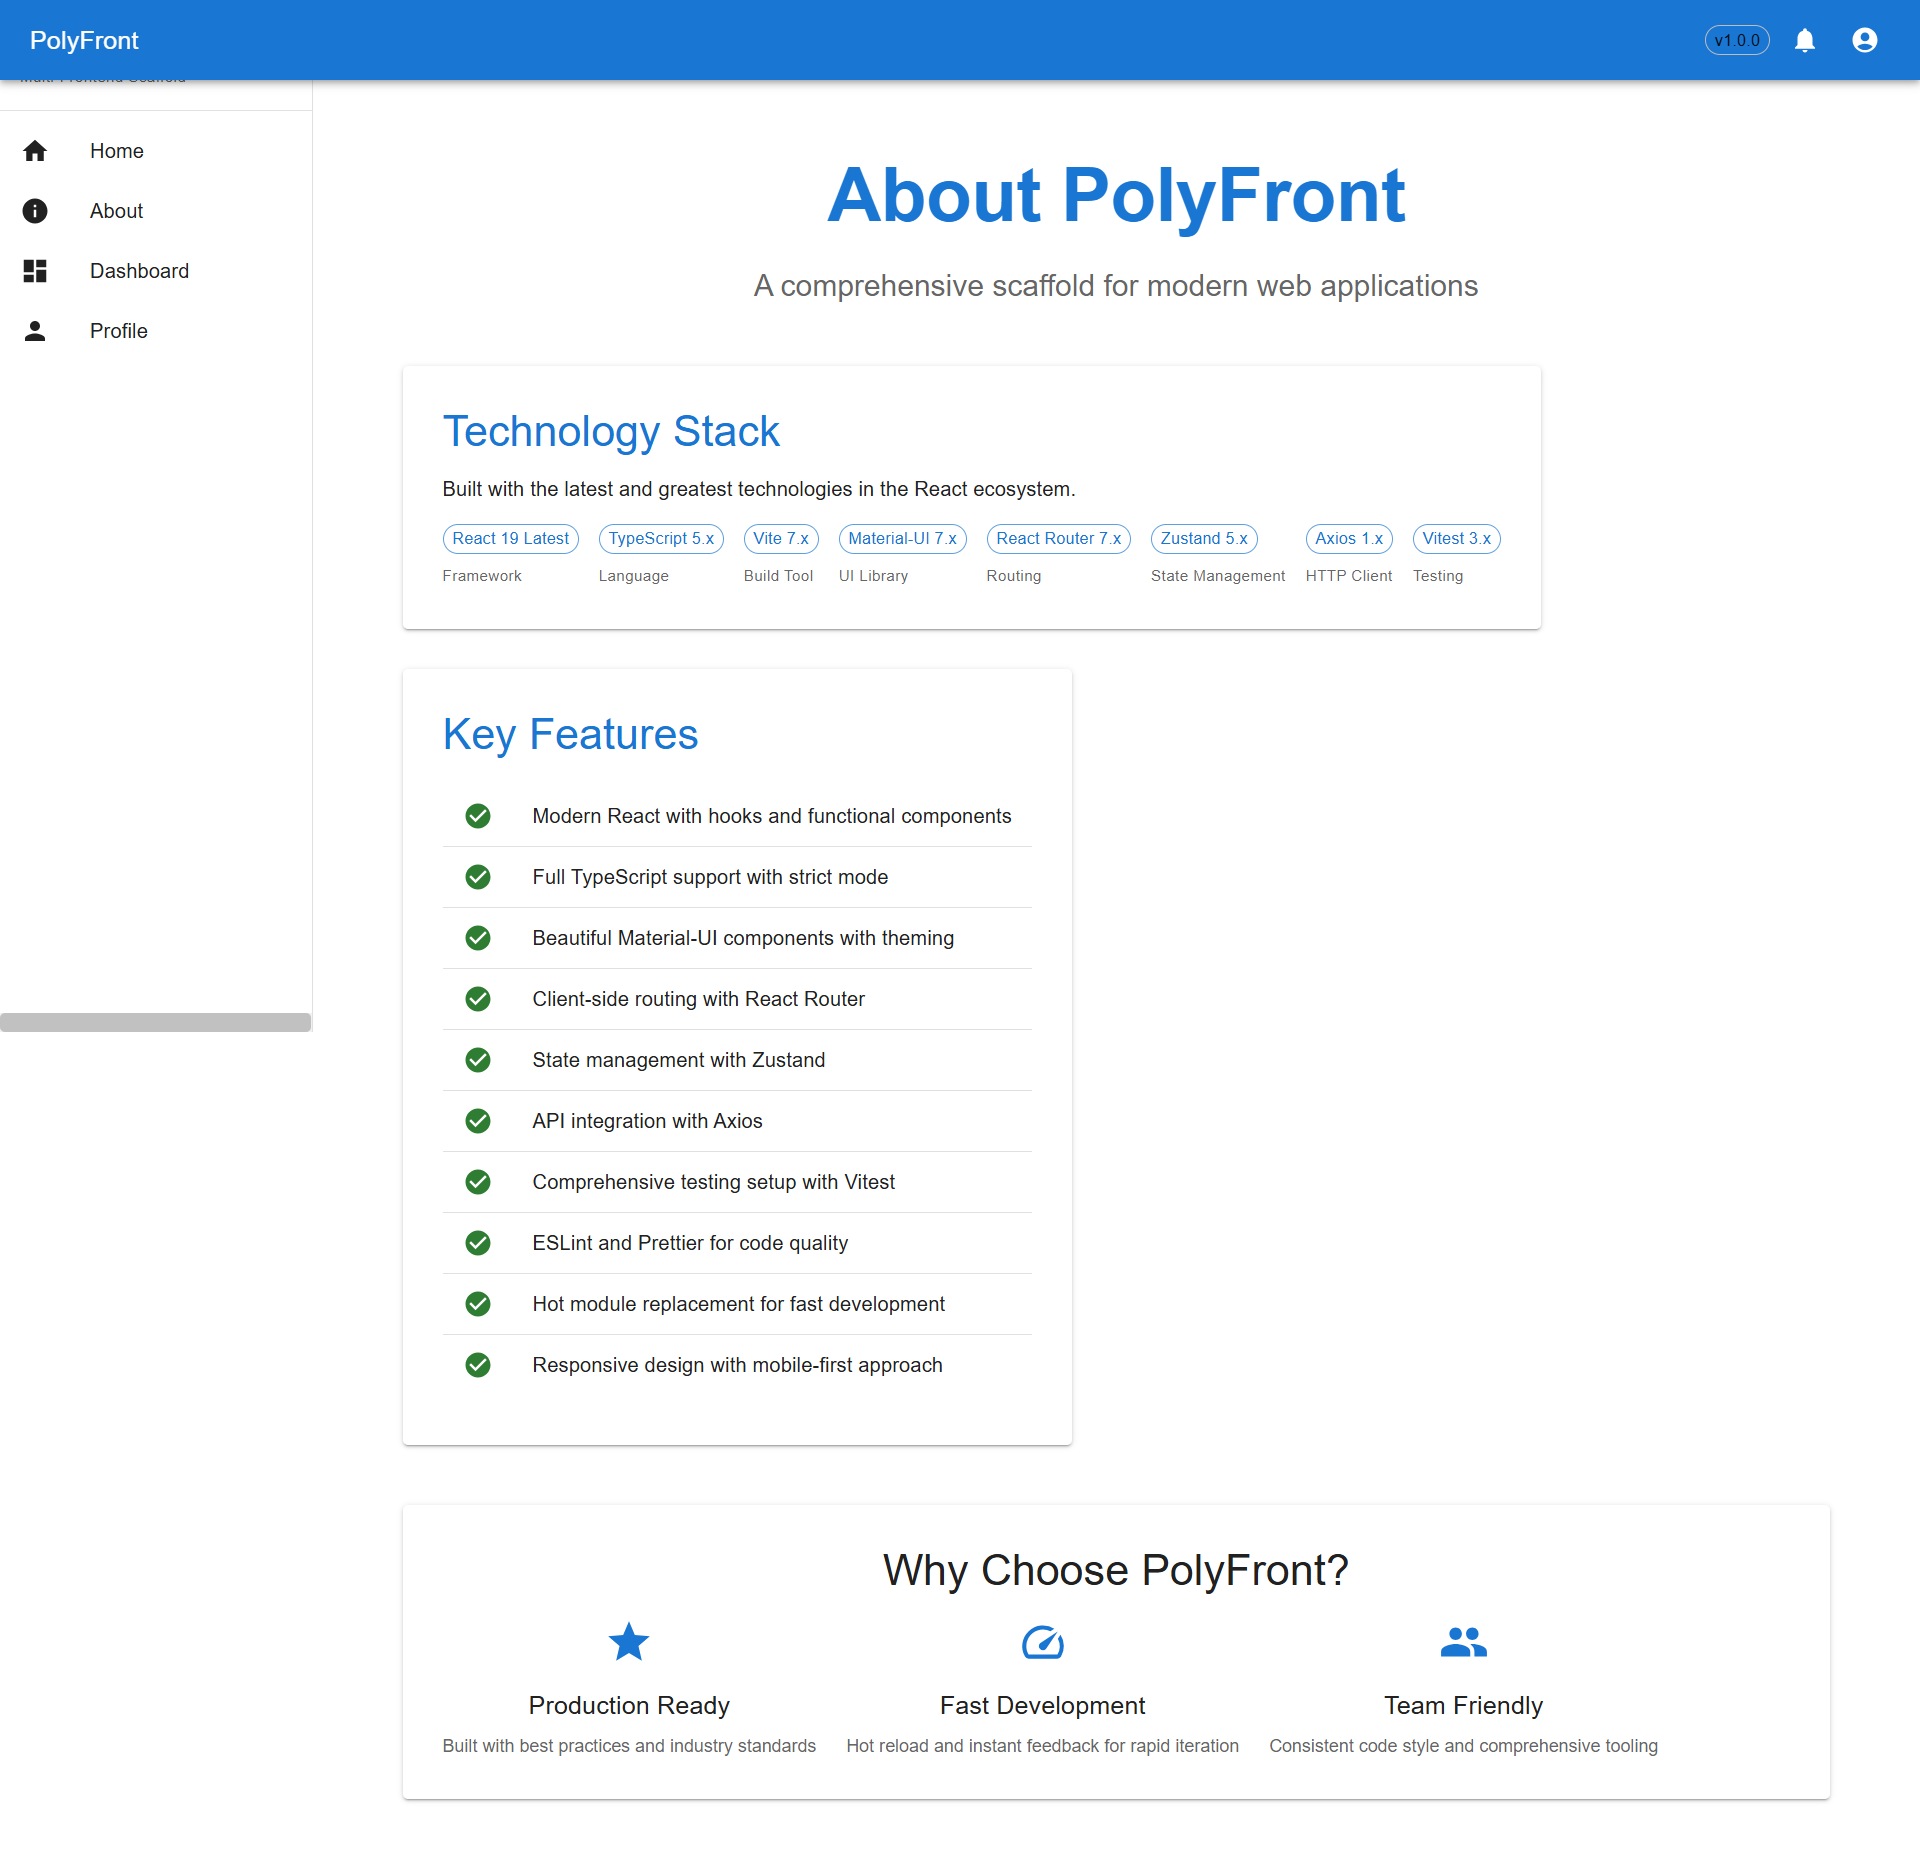 PolyFront
v1.0.0
Multi-Frontend Scaffold
Home
About
Dashboard
Profile
About PolyFront
A comprehensive scaffold for modern web applications
Technology Stack
Built with the latest and greatest technologies in the React ecosystem.
React 19 Latest TypeScript 5.x Vite 7.x Material-UI 7.x React Router 7.x Zustand 5.x Axios 1.x Vitest 3.x
Framework Language Build Tool UI Library Routing State Management HTTP Client Testing
Key Features
Modern React with hooks and functional components
Full TypeScript support with strict mode
Beautiful Material-UI components with theming
Client-side routing with React Router
State management with Zustand
API integration with Axios
Comprehensive testing setup with Vitest
ESLint and Prettier for code quality
Hot module replacement for fast development
Responsive design with mobile-first approach
Why Choose PolyFront?
Production Ready Fast Development Team Friendly
Built with best practices and industry standards Hot reload and instant feedback for rapid iteration Consistent code style and comprehensive tooling